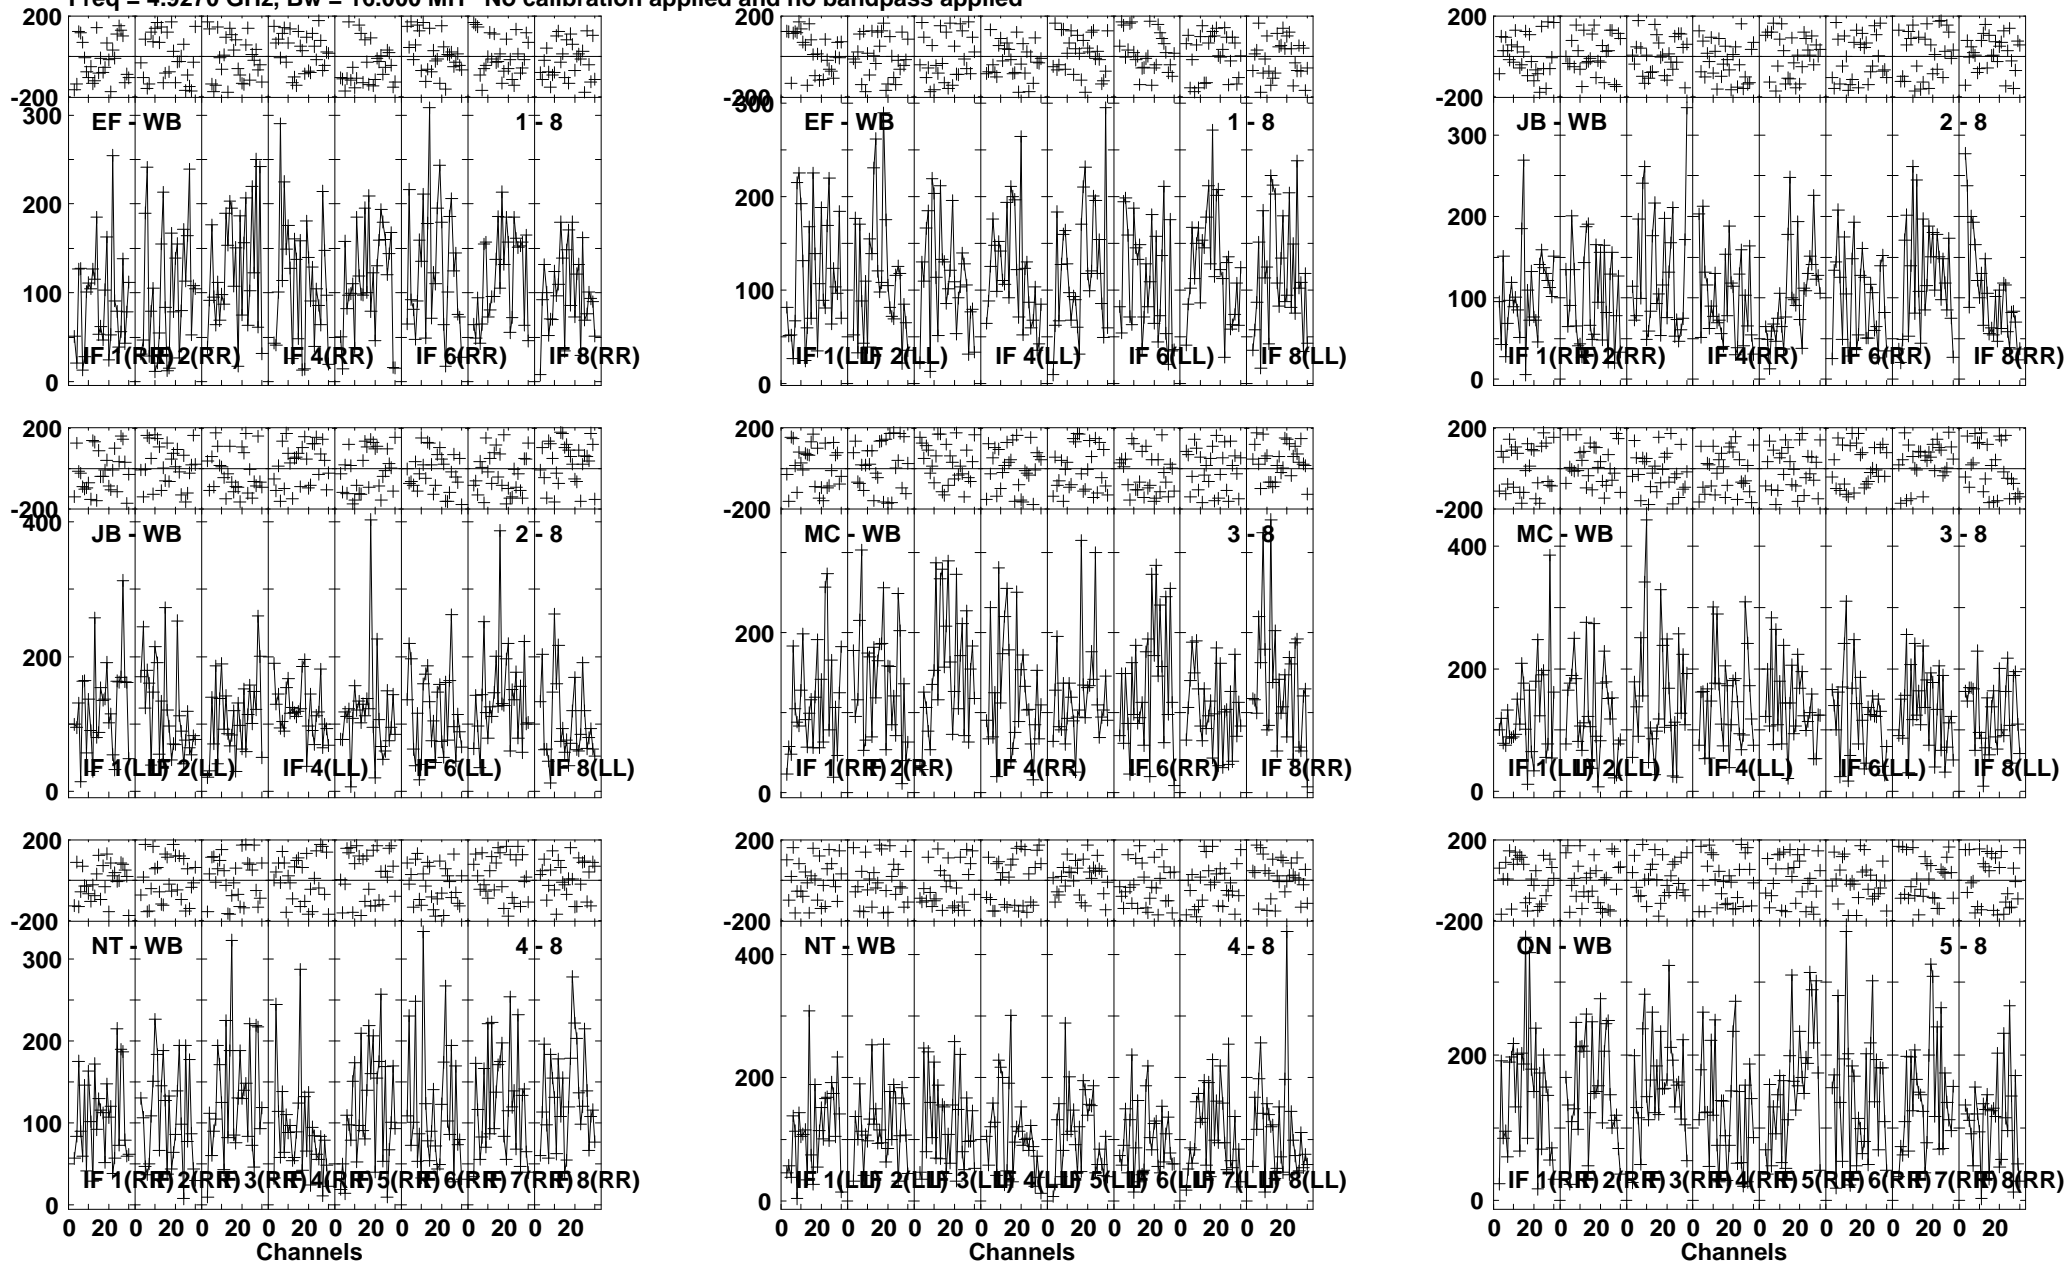 Freq = 4.9276 GHz, Bw = 16.000 MH No calibration applied and no bandpass applied
200 200 200
-200 -200 -200
300 300 300
EF - WB 1 - 8 EF - WB 1 - 8 JB - WB 2 - 8
200 200 200
100 100 100
IF 1(RR) IF 2(RR) IF 4(RR) IF 6(RR) IF 8(RR) IF 1(LL) IF 2(LL) IF 4(LL) IF 6(LL) IF 8(LL) IF 1(RR) IF 2(RR) IF 4(RR) IF 6(RR) IF 8(RR)
0 0 0
200 200 200
-200 -200 -200
400
JB - WB 2 - 8 MC - WB 3 - 8 MC - WB 3 - 8
400
200 200 200
IF 1(LL) IF 2(LL) IF 4(LL) IF 6(LL) IF 8(LL) IF 1(RR) IF 2(RR) IF 4(RR) IF 6(RR) IF 8(RR) IF 1(LL) IF 2(LL) IF 4(LL) IF 6(LL) IF 8(LL)
0 0 0
200 200 200
-200 -200 -200
NT - WB 4 - 8 NT - WB 4 - 8 ON - WB 5 - 8
300 400
200 200 200
100
IF 1(RR) IF 2(RR) IF 3(RR) IF 4(RR) IF 5(RR) IF 6(RR) IF 7(RR) IF 8(RR) IF 1(LL) IF 2(LL) IF 3(LL) IF 4(LL) IF 5(LL) IF 6(LL) IF 7(LL) IF 8(LL) IF 1(RR) IF 2(RR) IF 3(RR) IF 4(RR) IF 5(RR) IF 6(RR) IF 7(RR) IF 8(RR)
0 0 0
0 20 0 20 0 20 0 20 0 20 0 20 0 20 0 20 0 20 0 20 0 20 0 20 0 20 0 20 0 20 0 20 0 20 0 20 0 20 0 20 0 20 0 20 0 20 0 20
Channels Channels Channels